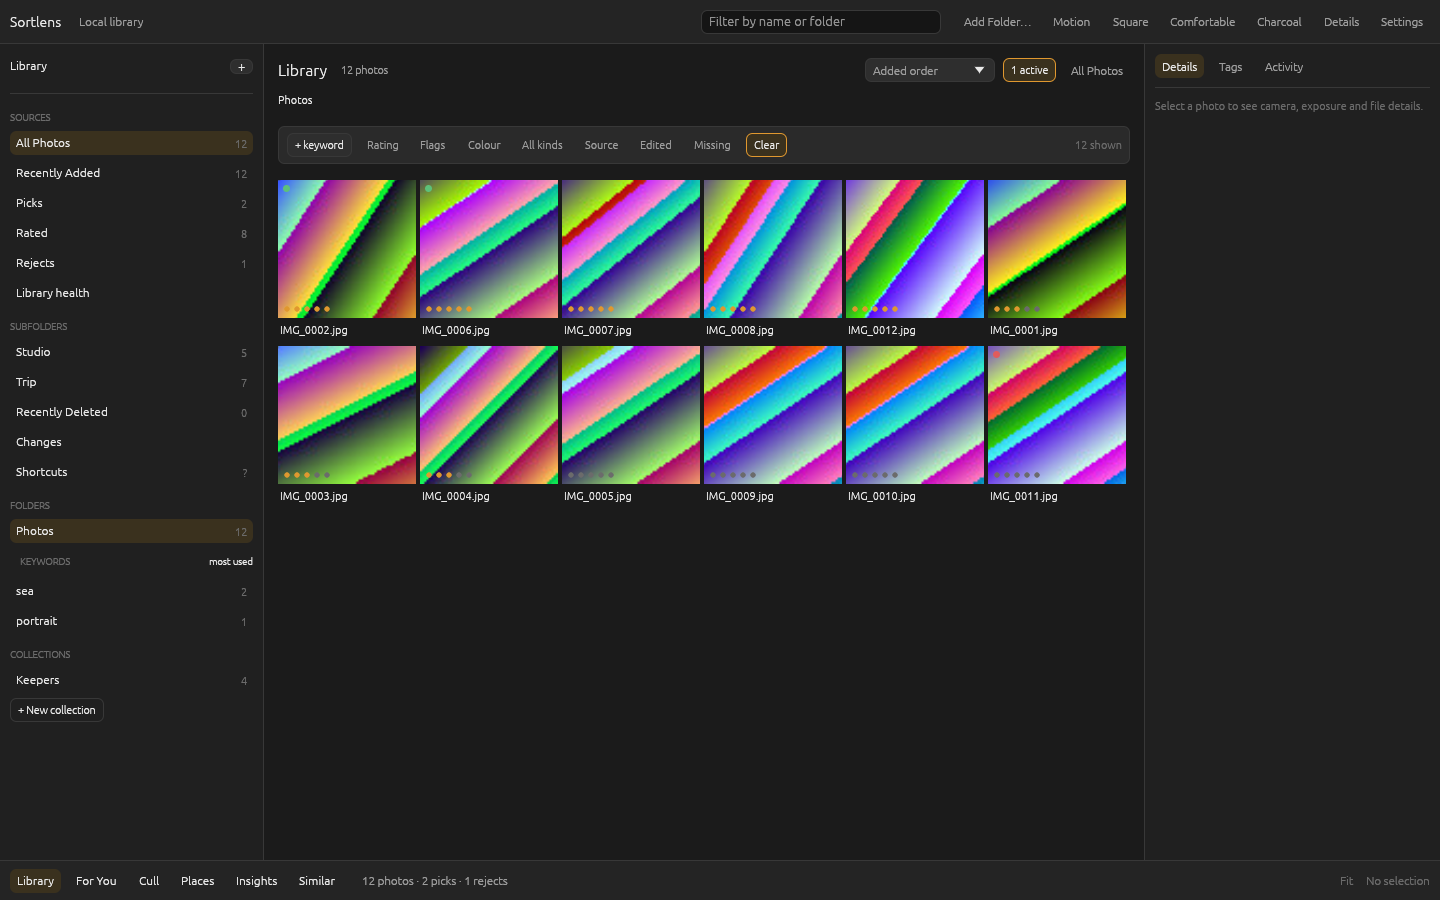 Sortlens Local library Filter by name or folder Add Folder... Motion Square Comfortable Charcoal Details Settings
Library +
SOURCES
All Photos 12
Recently Added 12
Picks 2
Rated 8
Rejects 1
Library health
SUBFOLDERS
Studio 5
Trip 7
Recently Deleted 0
Changes
Shortcuts ?
FOLDERS
Photos 12
KEYWORDS most used
sea 2
portrait 1
COLLECTIONS
Keepers 4
+ New collection
Library 12 photos Added order 1 active All Photos
Photos
+ keyword Rating Flags Colour All kinds Source Edited Missing Clear 12 shown
IMG_0002.jpg IMG_0006.jpg IMG_0007.jpg IMG_0008.jpg IMG_0012.jpg IMG_0001.jpg
IMG_0003.jpg IMG_0004.jpg IMG_0005.jpg IMG_0009.jpg IMG_0010.jpg IMG_0011.jpg
Details Tags Activity
Select a photo to see camera, exposure and file details.
Library For You Cull Places Insights Similar 12 photos · 2 picks · 1 rejects Fit No selection